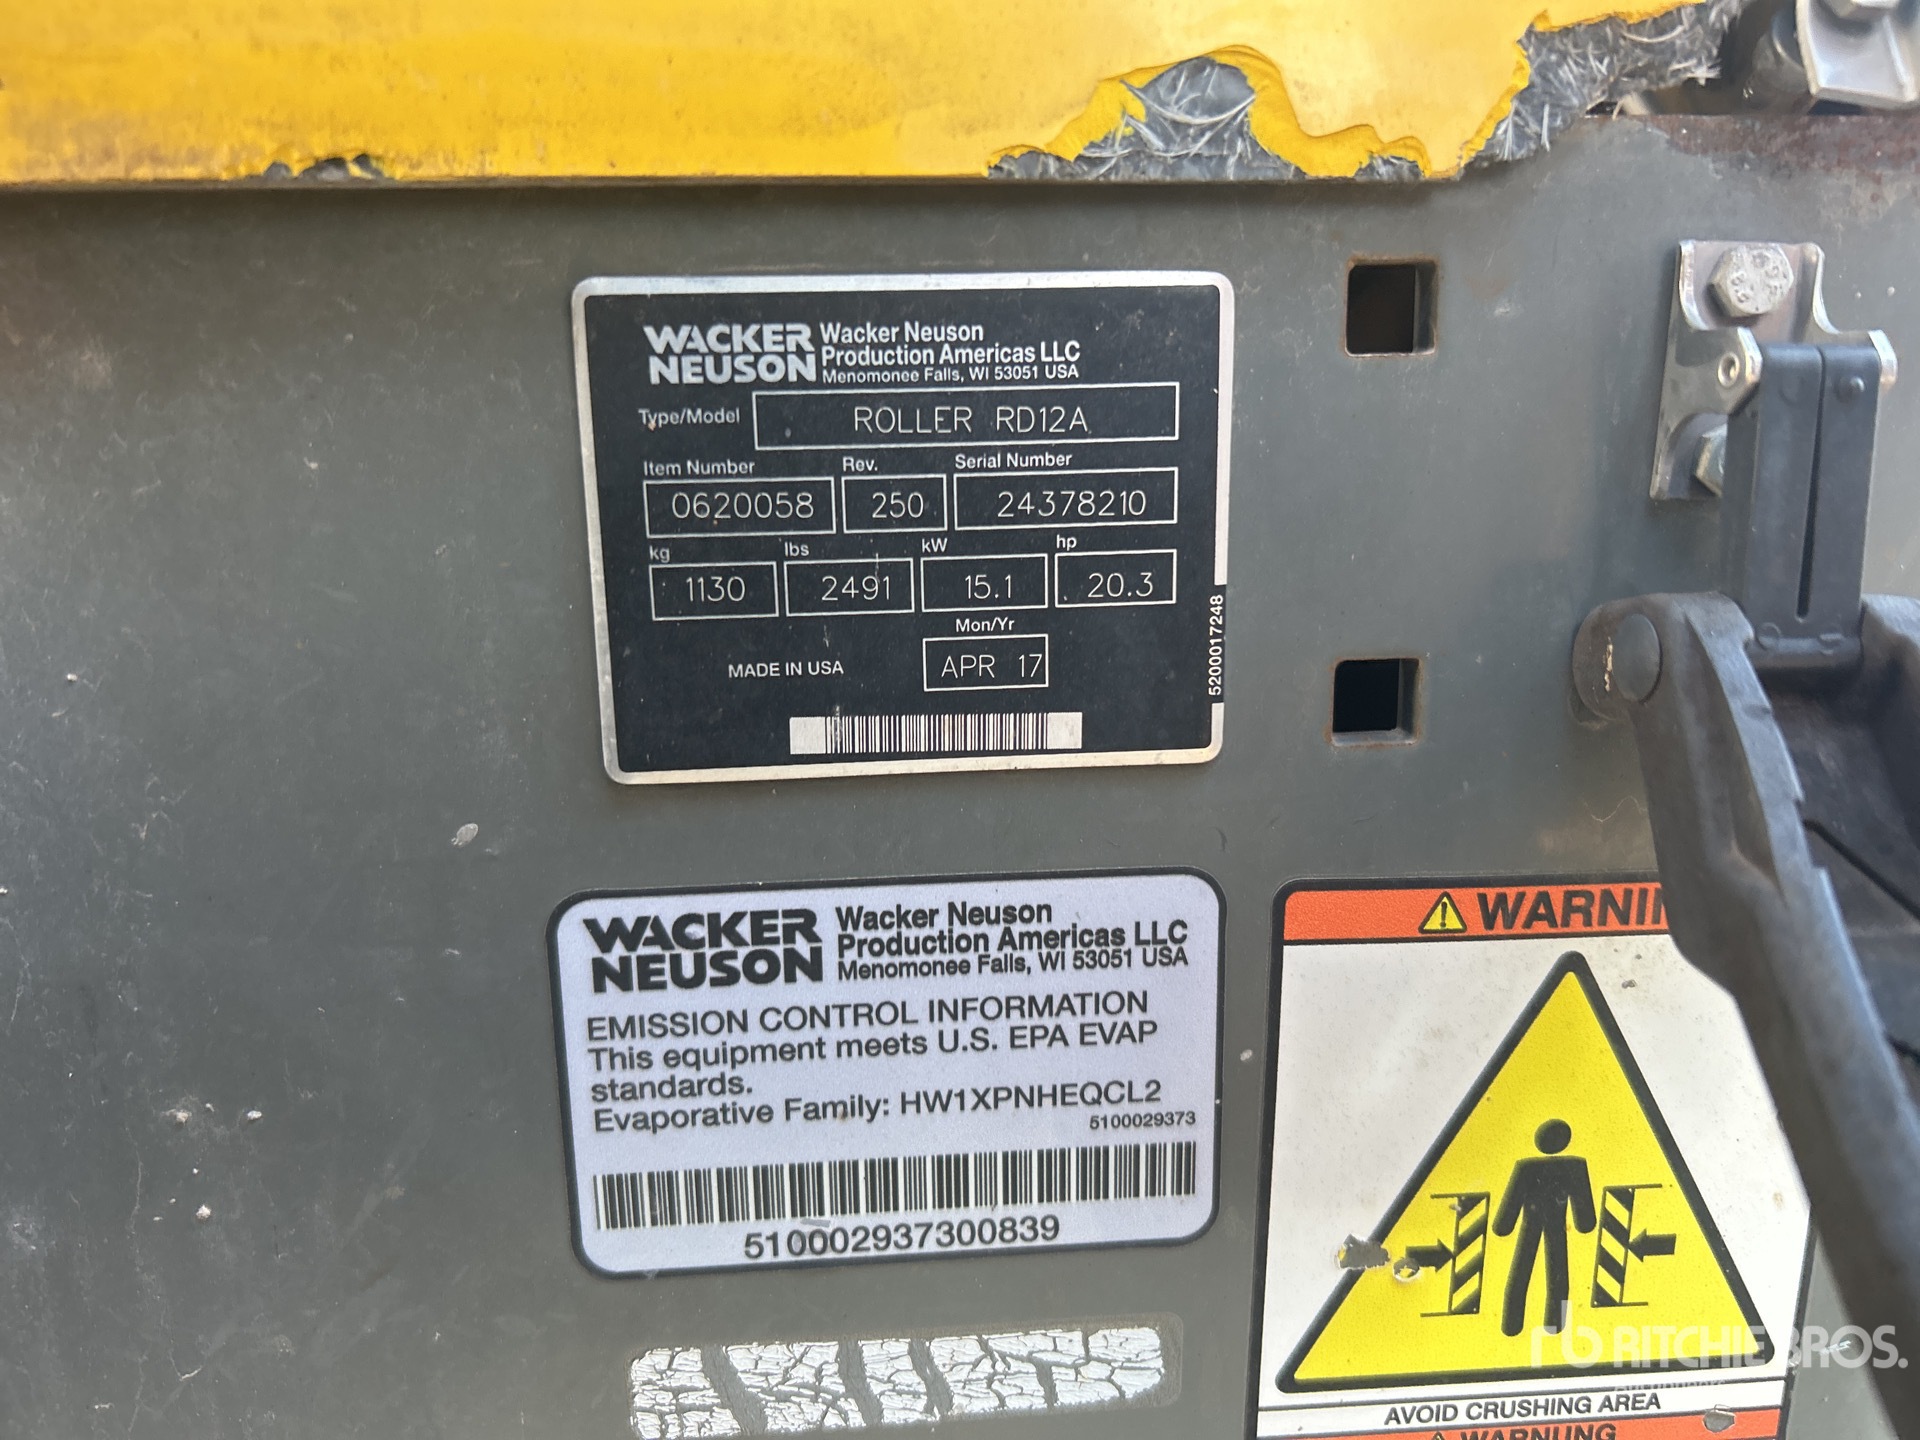 WACKER NEUSON
Wacker Neuson
Production Americas LLC
Menomonee Falls, WI 53051 USA
Type/Model ROLLER RD12A
Item Number Rev. Serial Number
0620058 250 24378210
kg lbs kW hp
1130 2491 15.1 20.3
Mon/Yr
MADE IN USA APR 17
5200017248
WACKER NEUSON
Wacker Neuson
Production Americas LLC
Menomonee Falls, WI 53051 USA
EMISSION CONTROL INFORMATION
This equipment meets U.S. EPA EVAP
standards.
Evaporative Family: HW1XPNHEQCL2
5100029373
510002937300839
WARNIN
AVOID CRUSHING AREA
WARNUNG
rb RITCHIE BROS.